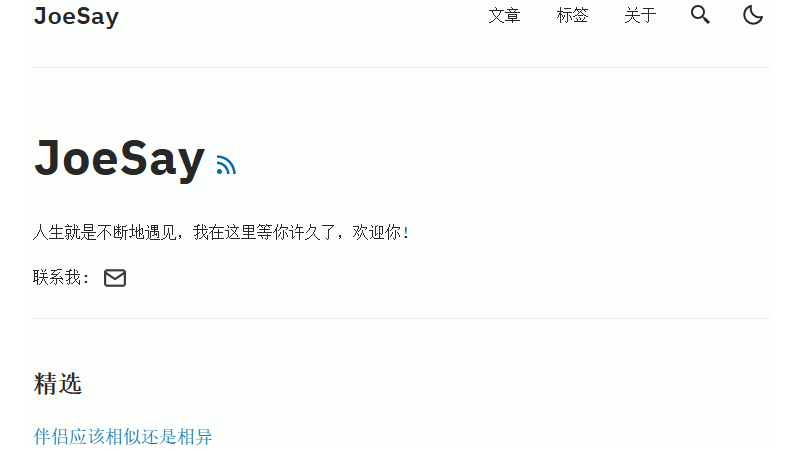 JoeSay 文章 标签 关于
JoeSay
人生就是不断地遇见，我在这里等你许久了，欢迎你！
联系我：
精选
伴侣应该相似还是相异